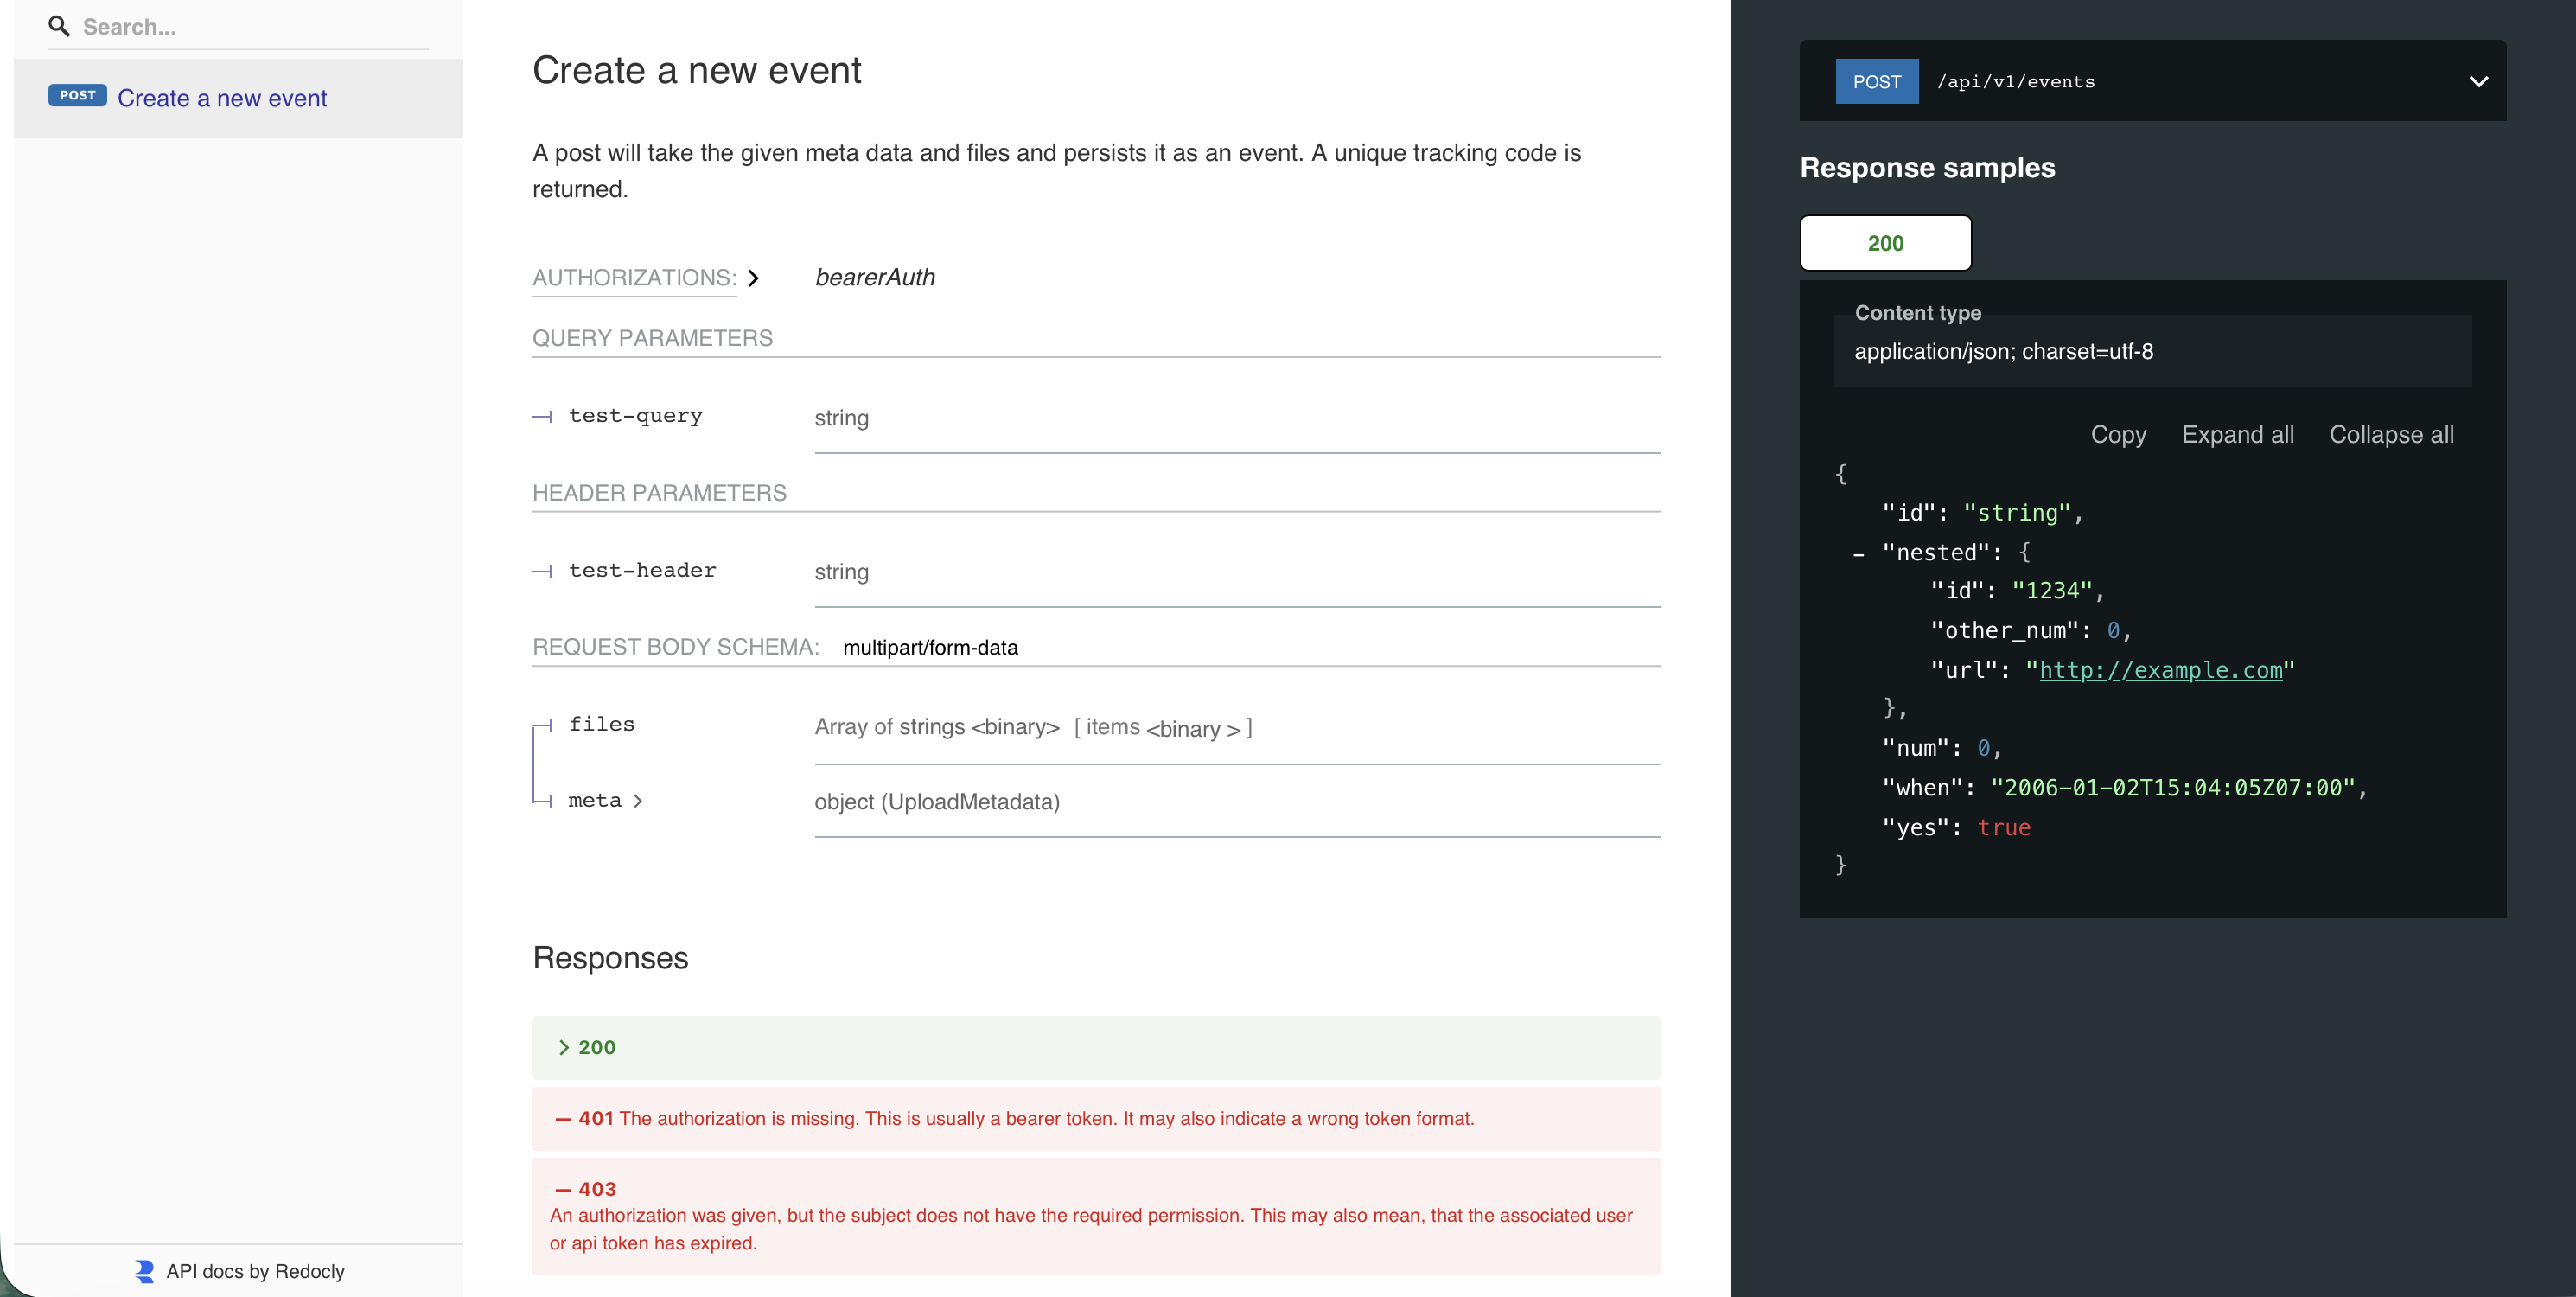 Search...
POST Create a new event
API docs by Redocly
Create a new event
A post will take the given meta data and files and persists it as an event. A unique tracking code is
returned.
AUTHORIZATIONS: bearerAuth
QUERY PARAMETERS
test-query string
HEADER PARAMETERS
test-header string
REQUEST BODY SCHEMA: multipart/form-data
files Array of strings <binary> [ items <binary > ]
meta > object (UploadMetadata)
Responses
> 200
— 401 The authorization is missing. This is usually a bearer token. It may also indicate a wrong token format.
— 403
An authorization was given, but the subject does not have the required permission. This may also mean, that the associated user
or api token has expired.
POST /api/v1/events
Response samples
200
Content type
application/json; charset=utf-8
Copy Expand all Collapse all
{
"id": "string",
- "nested": {
"id": "1234",
"other_num": 0,
"url": "http://example.com"
},
"num": 0,
"when": "2006-01-02T15:04:05Z07:00",
"yes": true
}